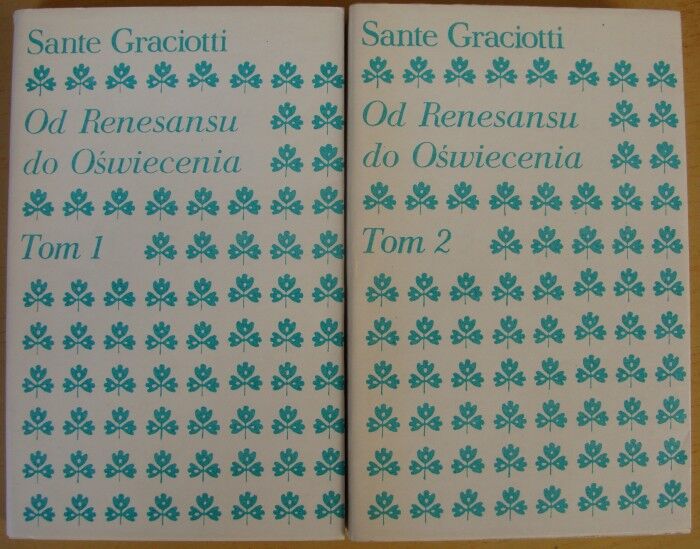 Sante Graciotti
Od Renesansu
do Oświecenia
Tom 1
Sante Graciotti
Od Renesansu
do Oświecenia
Tom 2